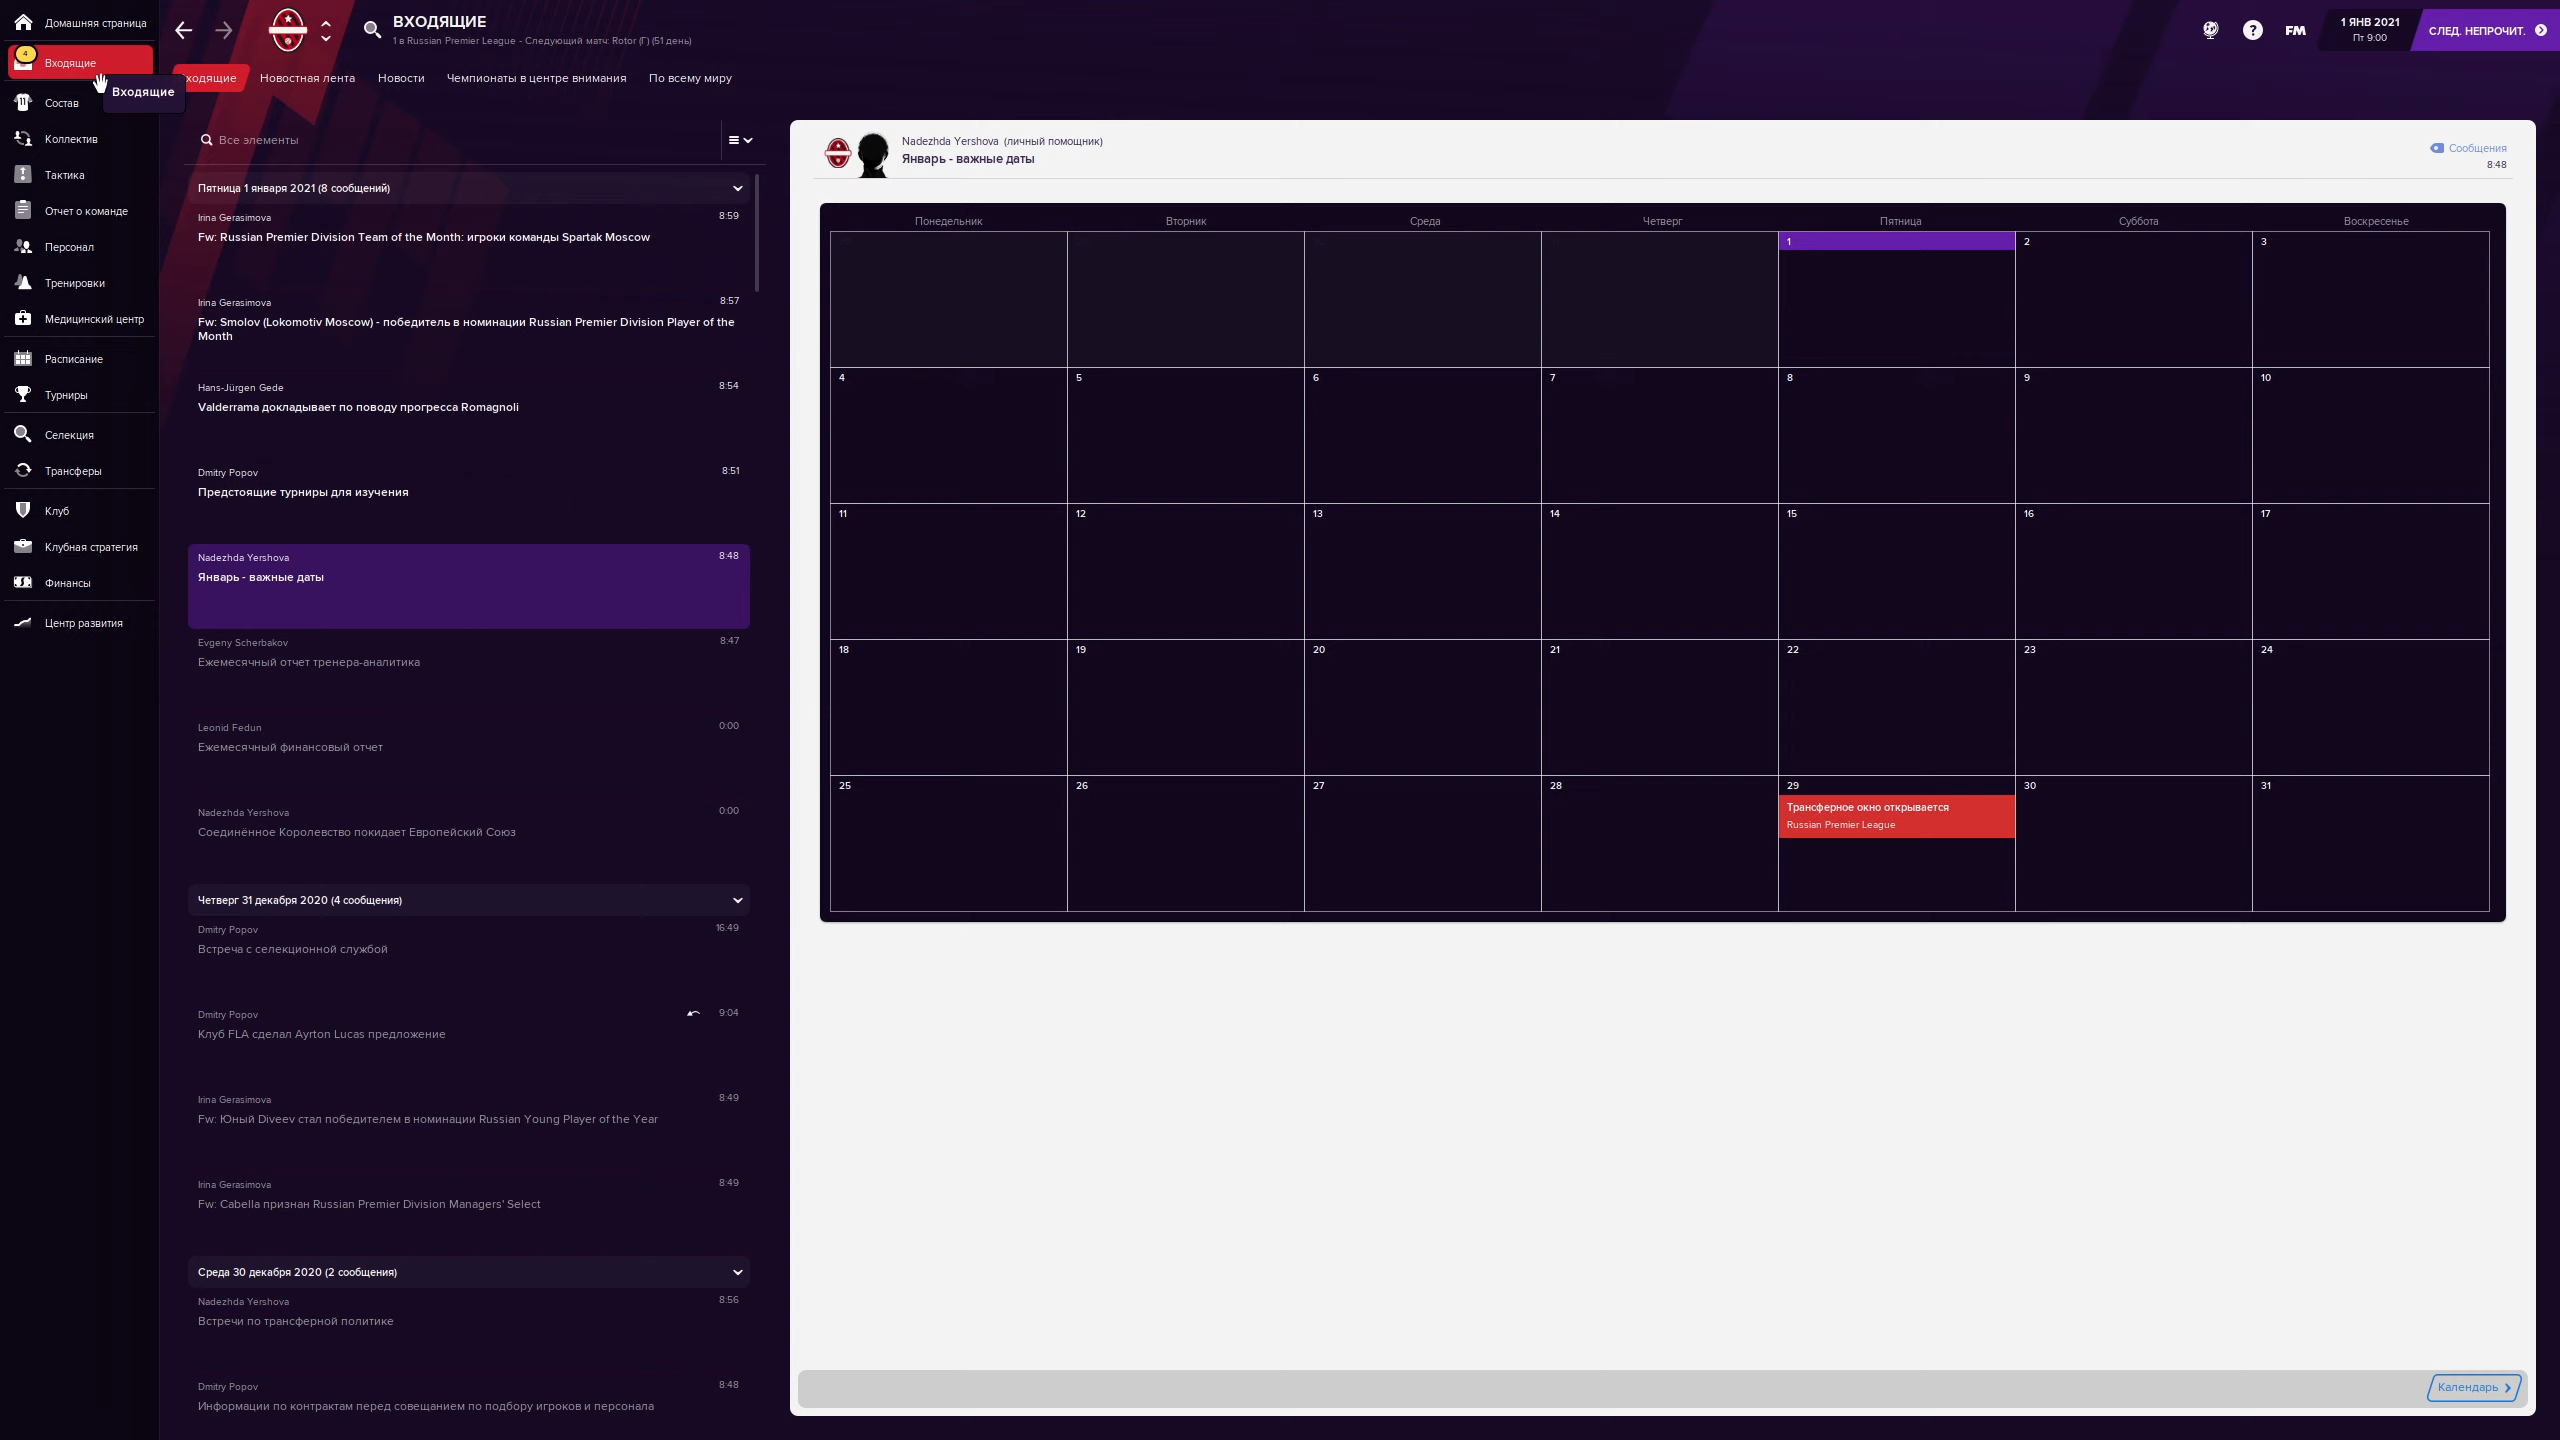 Домашняя страница
4
Входящие
Состав
Коллектив
Тактика
Отчет о команде
Персонал
Тренировки
Медицинский центр
Расписание
Турниры
Селекция
Трансферы
Клуб
Клубная стратегия
Финансы
Центр развития
Входящие
ВХОДЯЩИЕ
1 в Russian Premier League - Следующий матч: Rotor (Г) (51 день)
FM
1 ЯНВ 2021
Пт 9:00
СЛЕД. НЕПРОЧИТ.
ходящие Новостная лента Новости Чемпионаты в центре внимания По всему миру
Все элементы
Пятница 1 января 2021 (8 сообщений)
Irina Gerasimova 8:59
Fw: Russian Premier Division Team of the Month: игроки команды Spartak Moscow
Irina Gerasimova 8:57
Fw: Smolov (Lokomotiv Moscow) - победитель в номинации Russian Premier Division Player of the
Month
Hans-Jürgen Gede 8:54
Valderrama докладывает по поводу прогресса Romagnoli
Dmitry Popov 8:51
Предстоящие турниры для изучения
Nadezhda Yershova 8:48
Январь - важные даты
Evgeny Scherbakov 8:47
Ежемесячный отчет тренера-аналитика
Leonid Fedun 0:00
Ежемесячный финансовый отчет
Nadezhda Yershova 0:00
Соединённое Королевство покидает Европейский Союз
Четверг 31 декабря 2020 (4 сообщения)
Dmitry Popov 16:49
Встреча с селекционной службой
Dmitry Popov 9:04
Клуб FLA сделал Ayrton Lucas предложение
Irina Gerasimova 8:49
Fw: Юный Diveev стал победителем в номинации Russian Young Player of the Year
Irina Gerasimova 8:49
Fw: Cabella признан Russian Premier Division Managers' Select
Среда 30 декабря 2020 (2 сообщения)
Nadezhda Yershova 8:56
Встречи по трансферной политике
Dmitry Popov 8:48
Информации по контрактам перед совещанием по подбору игроков и персонала
Nadezhda Yershova (личный помощник)
Январь - важные даты
Сообщения
8:48
Понедельник Вторник Среда Четверг Пятница Суббота Воскресенье
1 2 3
4 5 6 7 8 9 10
11 12 13 14 15 16 17
18 19 20 21 22 23 24
25 26 27 28 29 30 31
Трансферное окно открывается
Russian Premier League
Календарь